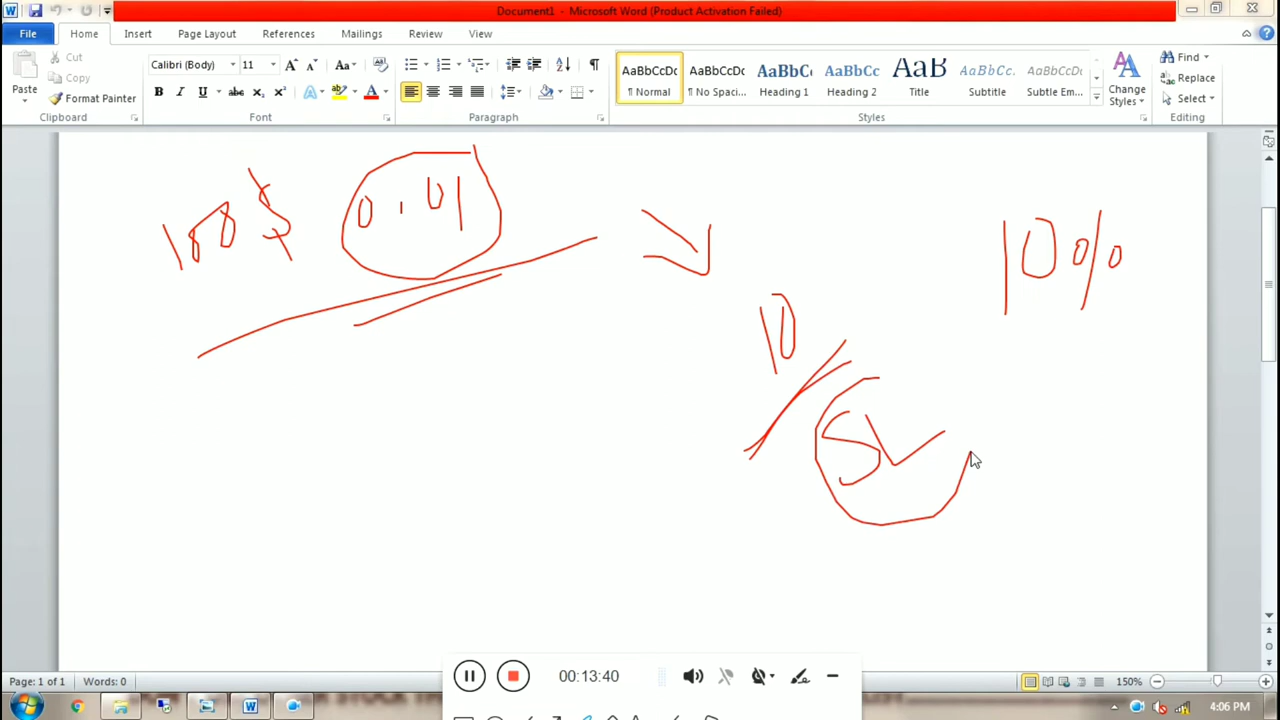 Document1 - Microsoft Word (Product Activation Failed)
File Home Insert Page Layout References Mailings Review View
Paste
Cut
Copy
Format Painter
Calibri (Body) 11
AaBbCcDc AaBbCcDc AaBbC AaBbCc AaB AaBbCc. AaBbCcDc
¶ Normal ¶ No Spaci... Heading 1 Heading 2 Title Subtitle Subtle Em...
Change Styles
Find
Replace
Select
Clipboard Font Paragraph Styles Editing
100$ 0.01
10%
10
SL
00:13:40
Page: 1 of 1 Words: 0 150%
4:06 PM